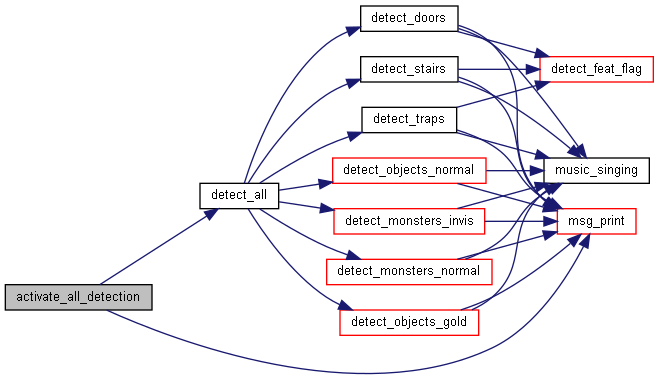 detect_doors
detect_stairs
detect_feat_flag
detect_traps
detect_objects_normal
music_singing
detect_all
detect_monsters_invis
msg_print
detect_monsters_normal
activate_all_detection
detect_objects_gold